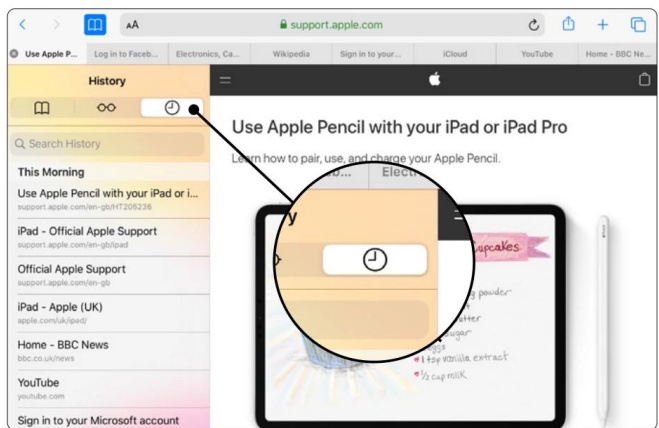 AA
support.apple.com
Use Apple P...
Log in to Faceb...
Electronics, Ca...
Wikipedia
Sign in to your...
iCloud
YouTube
Home - BBC Ne...
History
Search History
This Morning
Use Apple Pencil with your iPad or i...
support.apple.com/en-gb/HT205236
iPad - Official Apple Support
support.apple.com/en-gb/ipad
Official Apple Support
support.apple.com/en-gb
iPad - Apple (UK)
apple.com/uk/ipad/
Home - BBC News
bbc.co.uk/news
YouTube
youtube.com
Sign in to your Microsoft account
Use Apple Pencil with your iPad or iPad Pro
Learn how to pair, use, and charge your Apple Pencil.
b...
Elect
y
upcakes
powder
sugar
eggs
1 tsp vanilla extract
1/2 cup milk